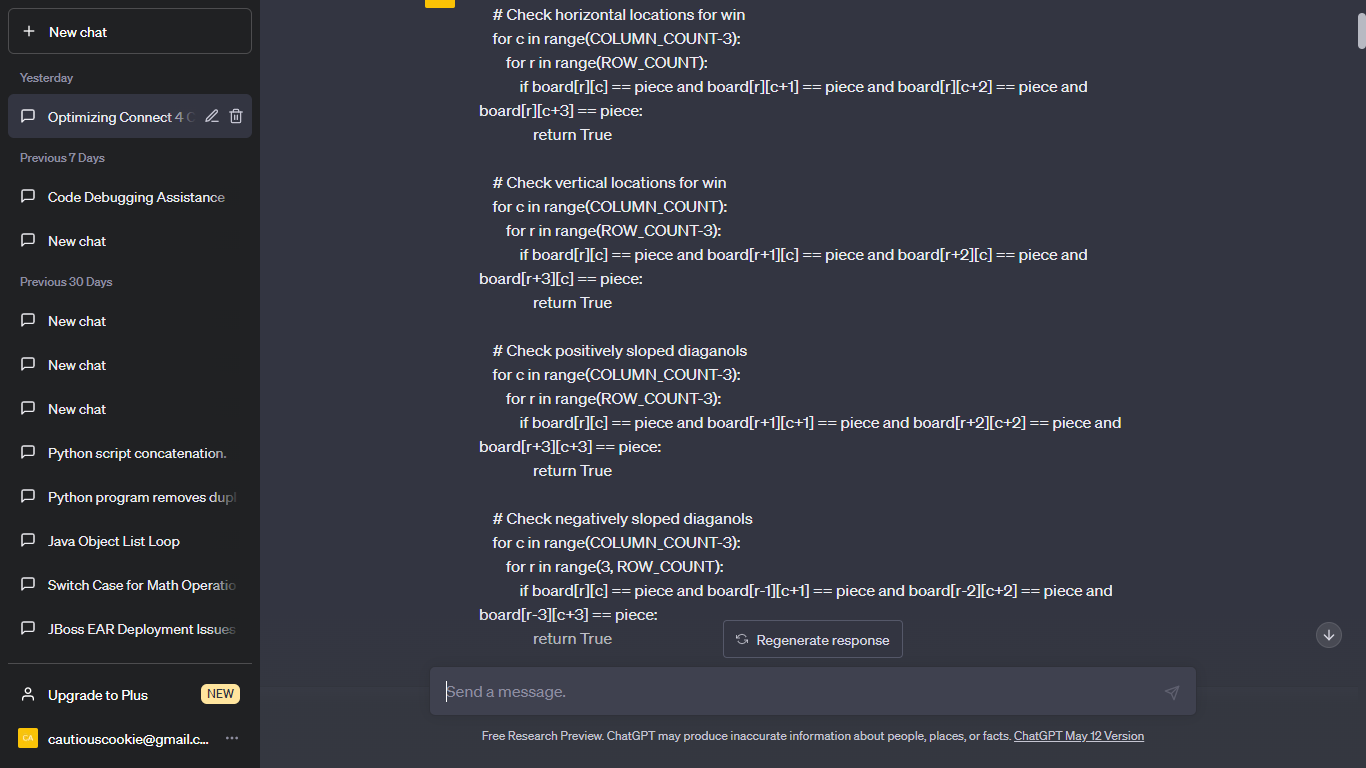 New chat
Yesterday
Optimizing Connect 4
Previous 7 Days
Code Debugging Assistance
New chat
Previous 30 Days
New chat
New chat
New chat
Python script concatenation.
Python program removes dupl
Java Object List Loop
Switch Case for Math Operatio
JBoss EAR Deployment Issues
Upgrade to Plus NEW
CA cautiouscookie@gmail.c...
# Check horizontal locations for win
for c in range(COLUMN_COUNT-3):
for r in range(ROW_COUNT):
if board[r][c] == piece and board[r][c+1] == piece and board[r][c+2] == piece and
board[r][c+3] == piece:
return True
# Check vertical locations for win
for c in range(COLUMN_COUNT):
for r in range(ROW_COUNT-3):
if board[r][c] == piece and board[r+1][c] == piece and board[r+2][c] == piece and
board[r+3][c] == piece:
return True
# Check positively sloped diaganols
for c in range(COLUMN_COUNT-3):
for r in range(ROW_COUNT-3):
if board[r][c] == piece and board[r+1][c+1] == piece and board[r+2][c+2] == piece and
board[r+3][c+3] == piece:
return True
# Check negatively sloped diaganols
for c in range(COLUMN_COUNT-3):
for r in range(3, ROW_COUNT):
if board[r][c] == piece and board[r-1][c+1] == piece and board[r-2][c+2] == piece and
board[r-3][c+3] == piece:
return True
Regenerate response
Send a message.
Free Research Preview. ChatGPT may produce inaccurate information about people, places, or facts. ChatGPT May 12 Version